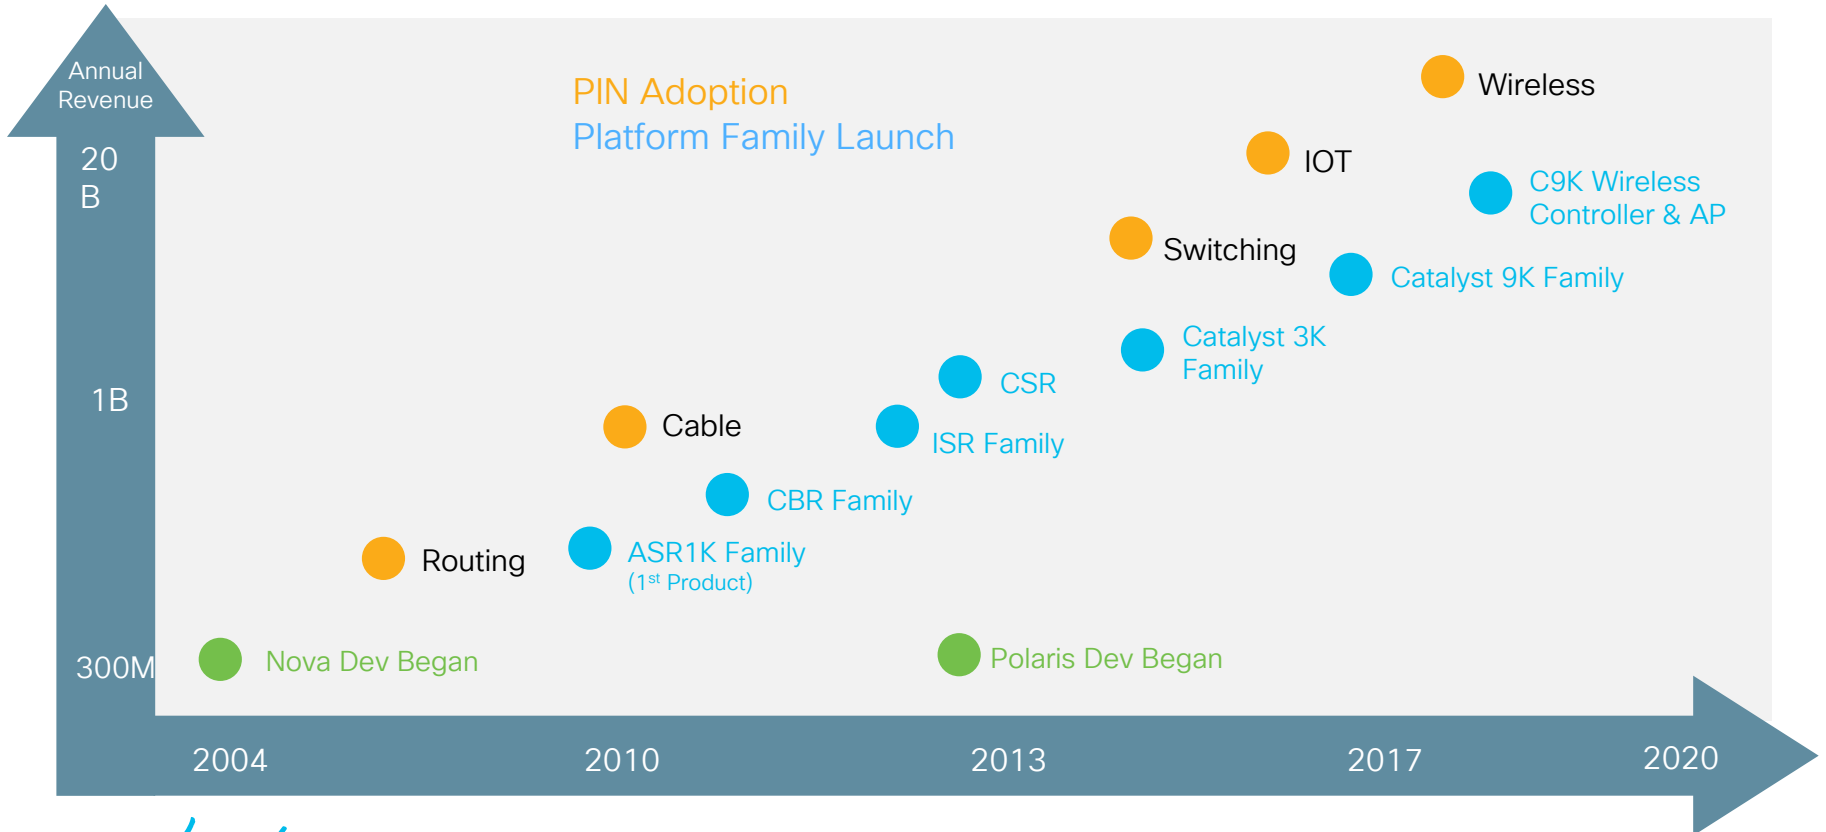 Annual
Revenue
20
B
1B
300M
PIN Adoption
Platform Family Launch
Wireless
IOT
C9K Wireless
Controller & AP
Switching
Catalyst 9K Family
Catalyst 3K
Family
CSR
Cable
ISR Family
CBR Family
Routing
ASR1K Family
(1st Product)
Nova Dev Began
Polaris Dev Began
2004
2010
2013
2017
2020